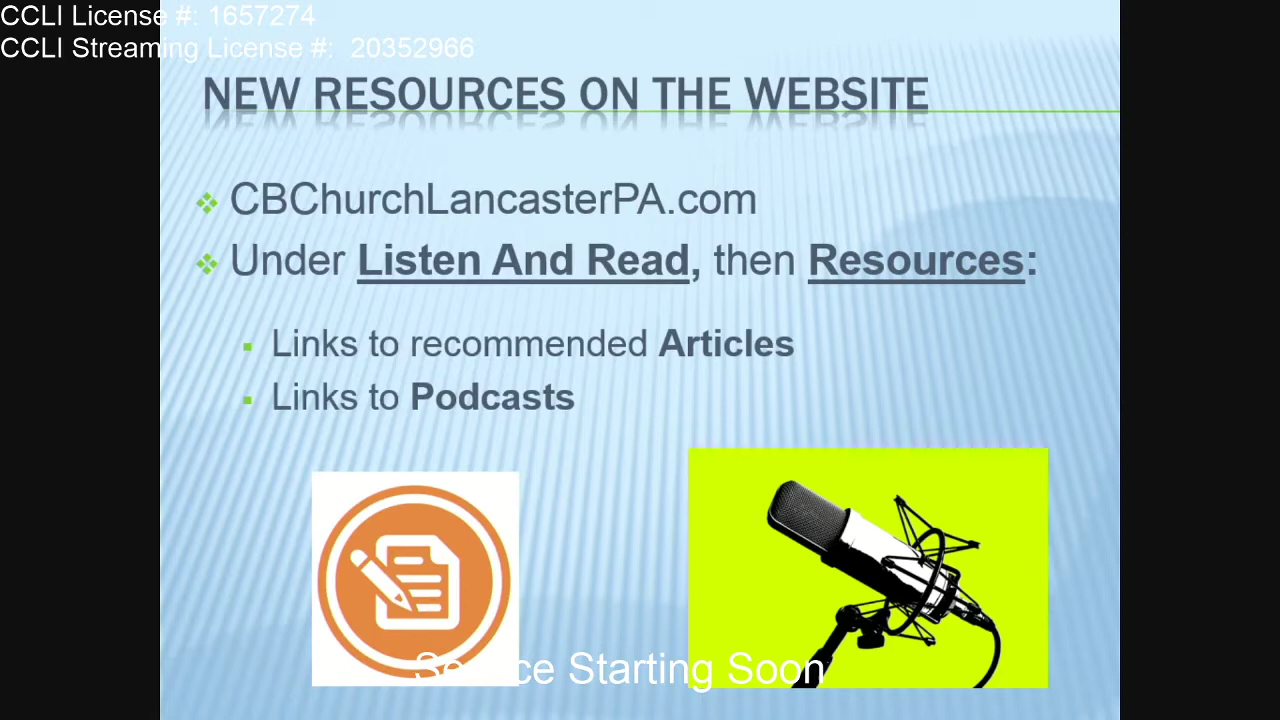 CCLI License #: 1657274
CCLI Streaming License #: 20352966
NEW RESOURCES ON THE WEBSITE
CBChurchLancasterPA.com
Under Listen And Read, then Resources:
Links to recommended Articles
Links to Podcasts
Service Starting Soon